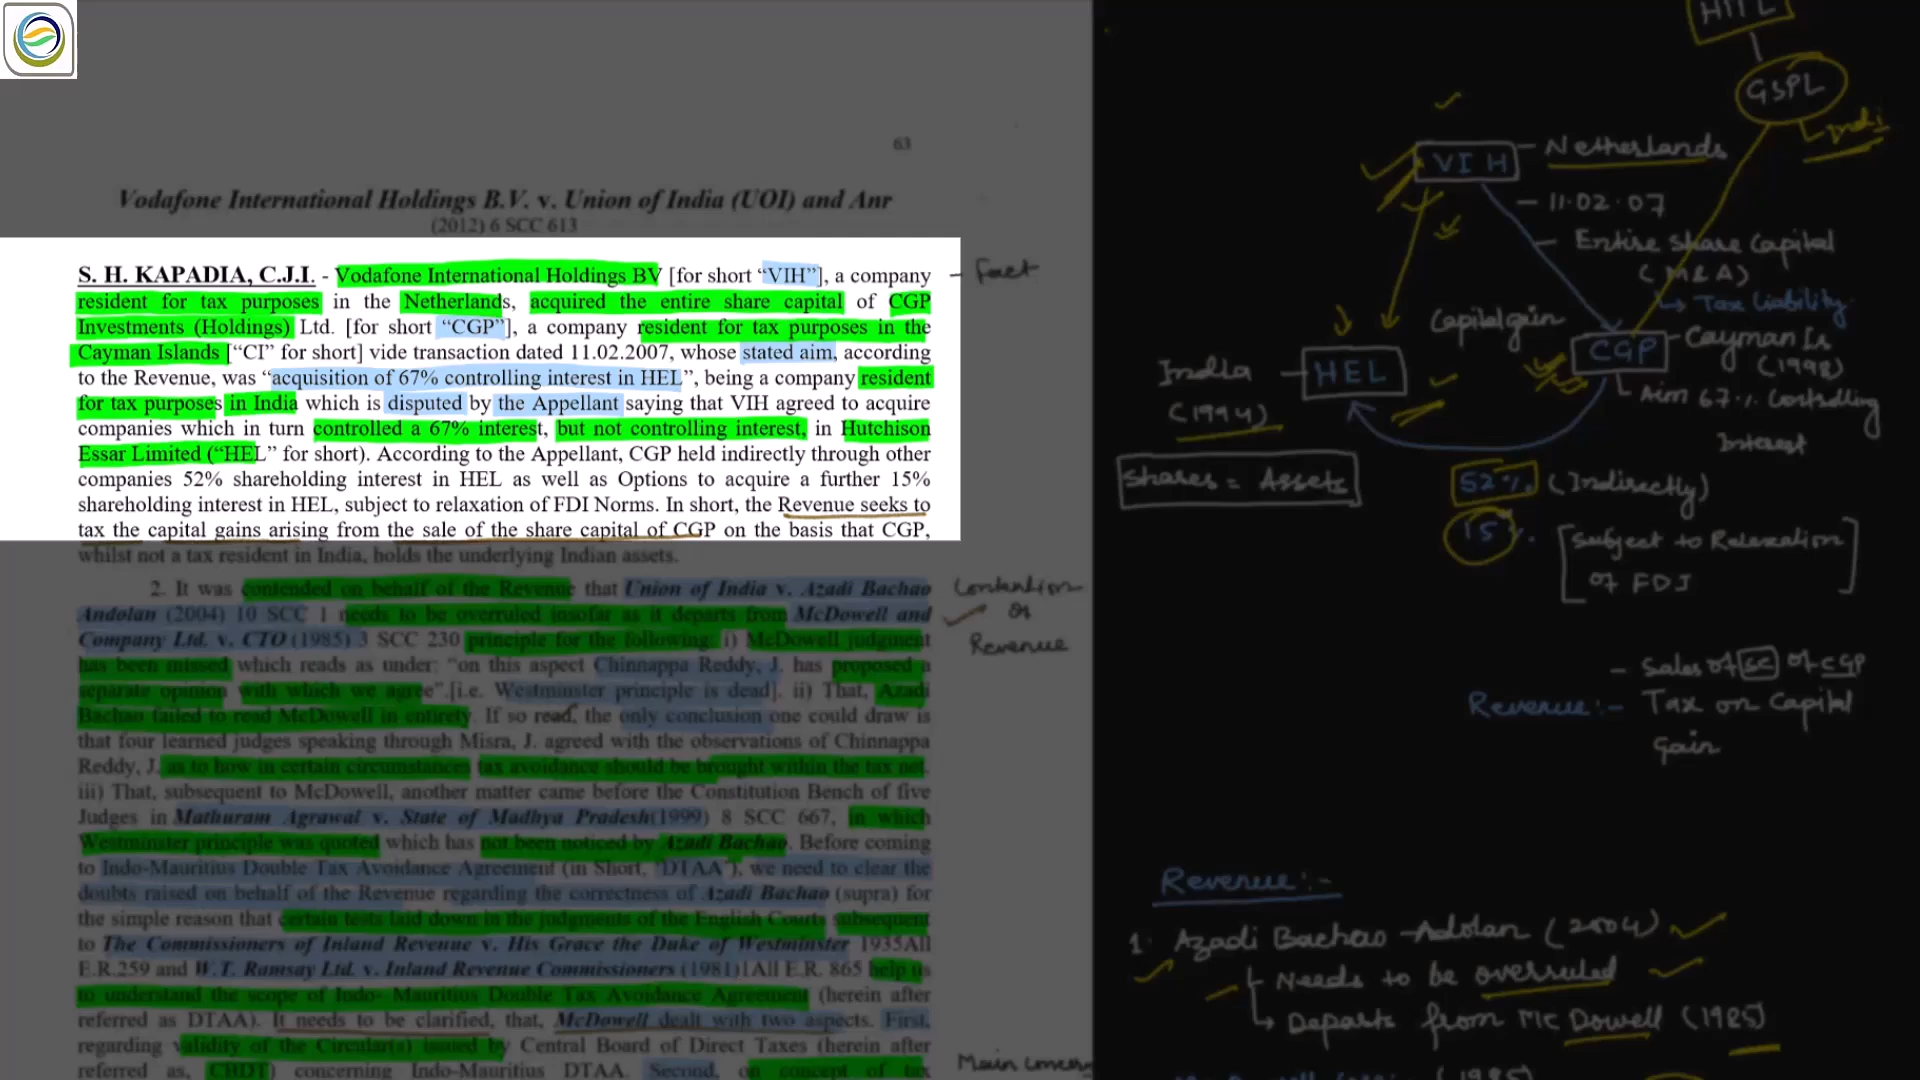 63
Vodafone International Holdings B.V. v. Union of India (UOI) and Anr
(2012) 6 SCC 613
S. H. KAPADIA, C.J.I. - Vodafone International Holdings BV [for short “VIH”], a company
resident for tax purposes in the Netherlands, acquired the entire share capital of CGP
Investments (Holdings) Ltd. [for short “CGP”], a company resident for tax purposes in the
Cayman Islands [“CI” for short] vide transaction dated 11.02.2007, whose stated aim, according
to the Revenue, was “acquisition of 67% controlling interest in HEL”, being a company resident
for tax purposes in India which is disputed by the Appellant saying that VIH agreed to acquire
companies which in turn controlled a 67% interest, but not controlling interest, in Hutchison
Essar Limited (“HEL” for short). According to the Appellant, CGP held indirectly through other
companies 52% shareholding interest in HEL as well as Options to acquire a further 15%
shareholding interest in HEL, subject to relaxation of FDI Norms. In short, the Revenue seeks to
tax the capital gains arising from the sale of the share capital of CGP on the basis that CGP,
whilst not a tax resident in India, holds the underlying Indian assets.
2. It was contended on behalf of the Revenue that Union of India v. Azadi Bachao
Andolan (2004) 10 SCC 1 needs to be overruled insofar as it departs from McDowell and
Company Ltd. v. CTO (1985) 3 SCC 230 principle for the following: i) McDowell judgment
has been missed which reads as under: “on this aspect Chinnappa Reddy, J. has proposed a
separate opinion with which we agree”.[i.e. Westminster principle is dead]. ii) That, Azadi
Bachao failed to read McDowell in entirety. If so read, the only conclusion one could draw is
that four learned judges speaking through Misra, J. agreed with the observations of Chinnappa
Reddy, J. as to how in certain circumstances tax avoidance should be brought within the tax net.
iii) That, subsequent to McDowell, another matter came before the Constitution Bench of five
Judges in Mathuram Agrawal v. State of Madhya Pradesh(1999) 8 SCC 667, in which
Westminster principle was quoted which has not been noticed by Azadi Bachao. Before coming
to Indo-Mauritius Double Tax Avoidance Agreement (in Short, “DTAA”), we need to clear the
doubts raised on behalf of the Revenue regarding the correctness of Azadi Bachao (supra) for
the simple reason that certain tests laid down in the judgments of the English Courts subsequent
to The Commissioners of Inland Revenue v. His Grace the Duke of Westminster 1935All
E.R.259 and W.T. Ramsay Ltd. v. Inland Revenue Commissioners (1981)1All E.R. 865 help us
to understand the scope of Indo- Mauritius Double Tax Avoidance Agreement (herein after
referred as DTAA). It needs to be clarified, that, McDowell dealt with two aspects. First,
regarding validity of the Circular(s) issued by Central Board of Direct Taxes (herein after
referred as, CBDT) concerning Indo-Mauritius DTAA. Second, on concept of tax
Fact
Contention
of
Revenue
Main concern
HTIL
GSPL
Indi
VIH
Netherlands
11.02.07
Entire Share Capital
(M&A)
Tax Liability
Capital gain
India
(1994)
HEL
CGP
Cayman Is
(1998)
Aim 67% Controlling
Interest
Shares = Assets
52% (Indirectly)
15%
[Subject to Relaxation
of FDI]
- Sales of SC of CGP
Revenue:- Tax on Capital
gain
Revenue:-
1. Azadi Bachao Adolan (2004)
Needs to be overruled
Departs from Mc Dowell (1985)
(1985)